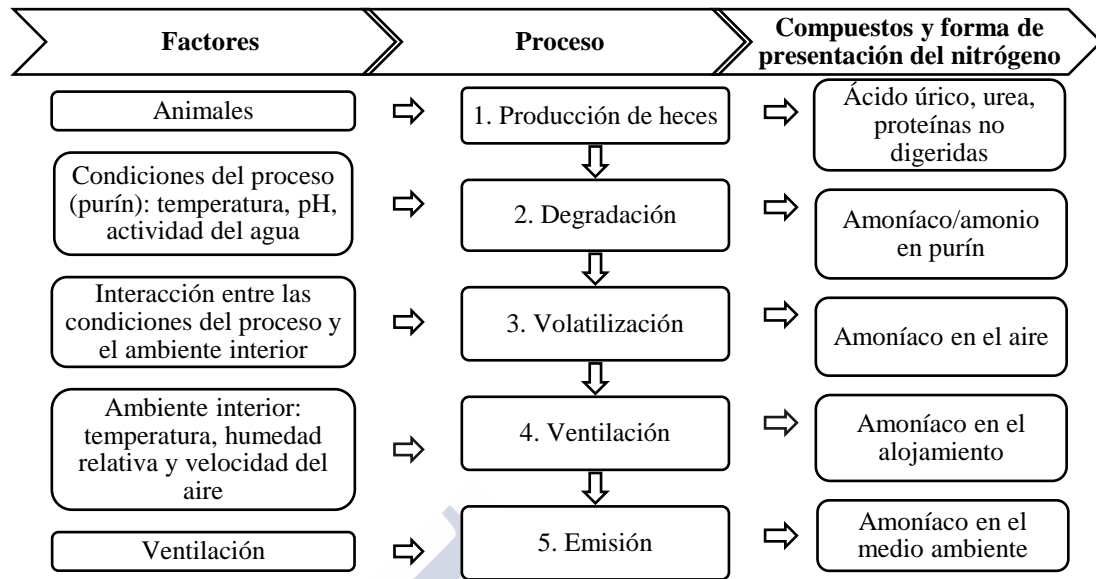 Factores
Proceso
Compuestos y forma de
presentación del nitrógeno
Animales
1. Producción de heces
Ácido úrico, urea,
proteínas no
digeridas
Condiciones del proceso
(purín): temperatura, pH,
actividad del agua
2. Degradación
Amoníaco/amonio
en purín
Interacción entre las
condiciones del proceso y
el ambiente interior
3. Volatilización
Amoníaco en el aire
Ambiente interior:
temperatura, humedad
relativa y velocidad del
aire
4. Ventilación
Amoníaco en el
alojamiento
Ventilación
5. Emisión
Amoníaco en el
medio ambiente